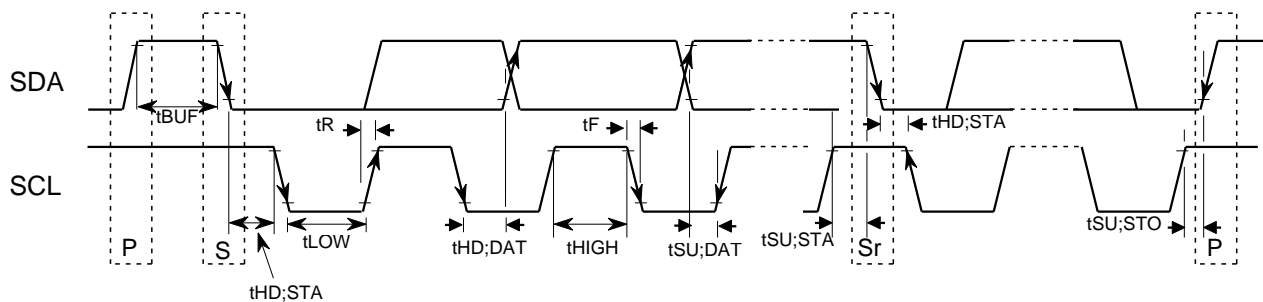 SDA
tBUF
tR
tF
tHD;STA
SCL
P
S
tLOW
tHD;DAT
tHIGH
tSU;DAT
tSU;STA
Sr
tSU;STO
P
tHD;STA